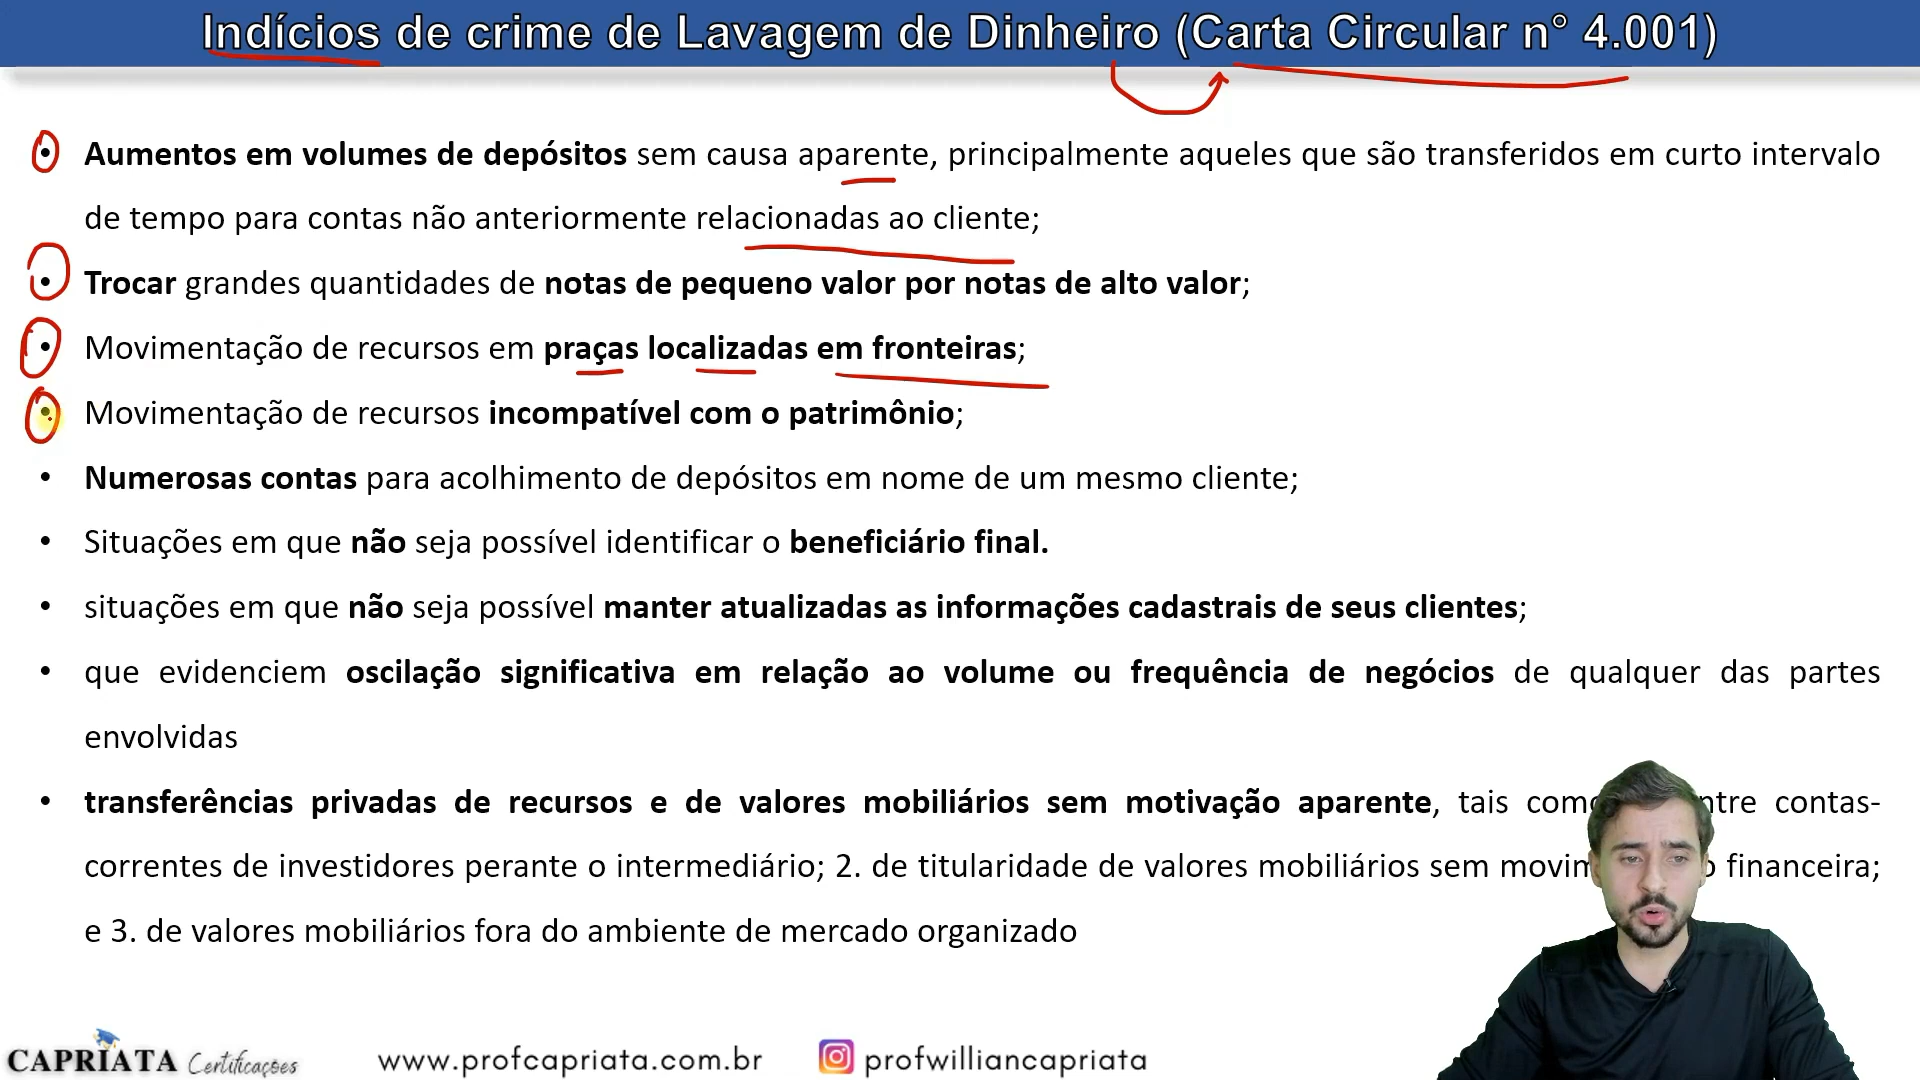 Indícios de crime de Lavagem de Dinheiro (Carta Circular n° 4.001)
• Aumentos em volumes de depósitos sem causa aparente, principalmente aqueles que são transferidos em curto intervalo
de tempo para contas não anteriormente relacionadas ao cliente;
• Trocar grandes quantidades de notas de pequeno valor por notas de alto valor;
• Movimentação de recursos em praças localizadas em fronteiras;
• Movimentação de recursos incompatível com o patrimônio;
• Numerosas contas para acolhimento de depósitos em nome de um mesmo cliente;
• Situações em que não seja possível identificar o beneficiário final.
• situações em que não seja possível manter atualizadas as informações cadastrais de seus clientes;
• que evidenciem oscilação significativa em relação ao volume ou frequência de negócios de qualquer das partes
envolvidas
• transferências privadas de recursos e de valores mobiliários sem motivação aparente, tais contas-
correntes de investidores perante o intermediário; 2. de titularidade de valores mobiliários sem financeira;
e 3. de valores mobiliários fora do ambiente de mercado organizado
CAPRIATA Certificações
www.profcapriata.com.br
profwilliancapriata